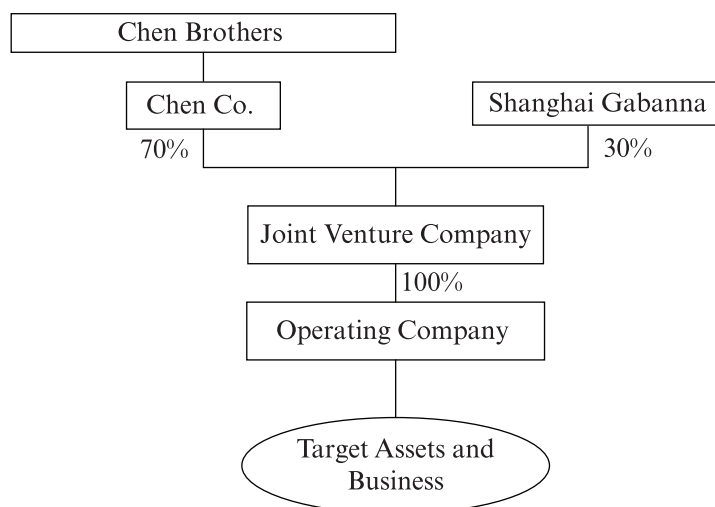 Chen Brothers
Chen Co.
Shanghai Gabanna
70%
30%
Joint Venture Company
100%
Operating Company
Target Assets and
Business